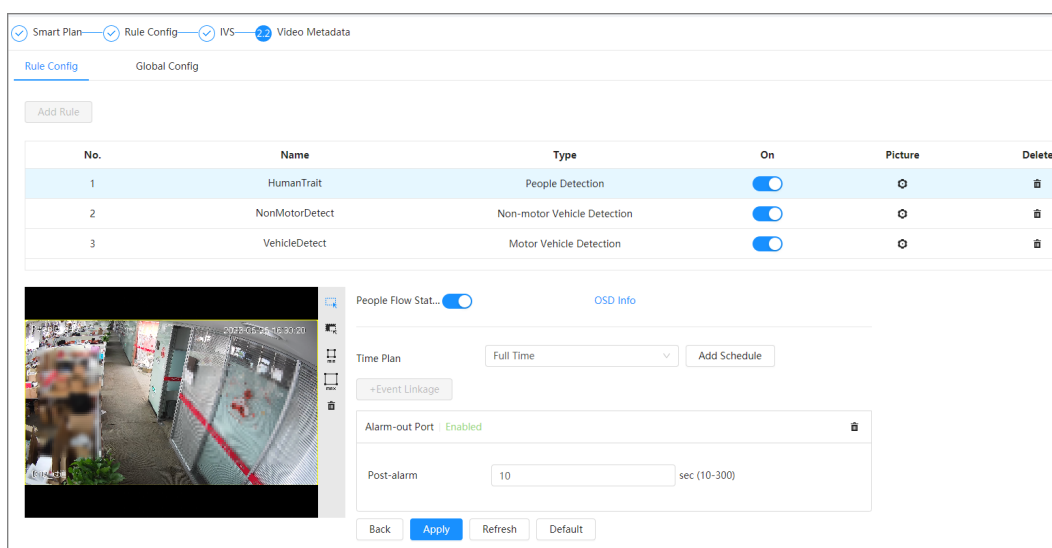 Smart Plan Rule Config IVS 2.2 Video Metadata
Rule Config Global Config
Add Rule
No. Name Type On Picture Delete
1 HumanTrait People Detection
2 NonMotorDetect Non-motor Vehicle Detection
3 VehicleDetect Motor Vehicle Detection
People Flow Stat... OSD Info
min
max
Time Plan Full Time Add Schedule
+Event Linkage
Alarm-out Port Enabled
Post-alarm 10 sec (10-300)
Back Apply Refresh Default